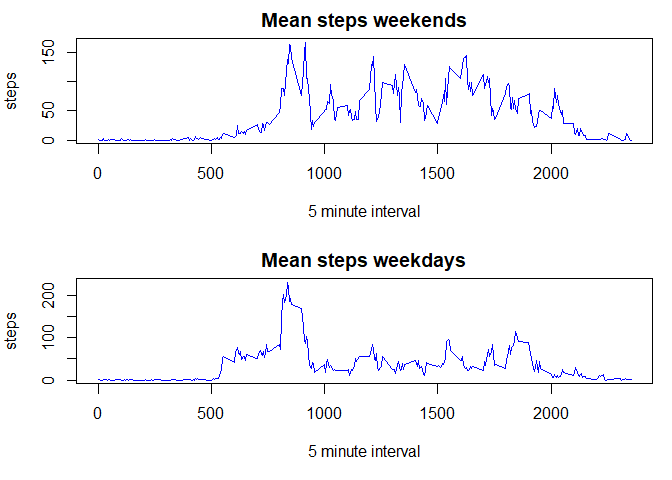 Mean steps weekends
steps
0 50 150
0 500 1000 1500 2000
5 minute interval
Mean steps weekdays
steps
0 100 200
0 500 1000 1500 2000
5 minute interval